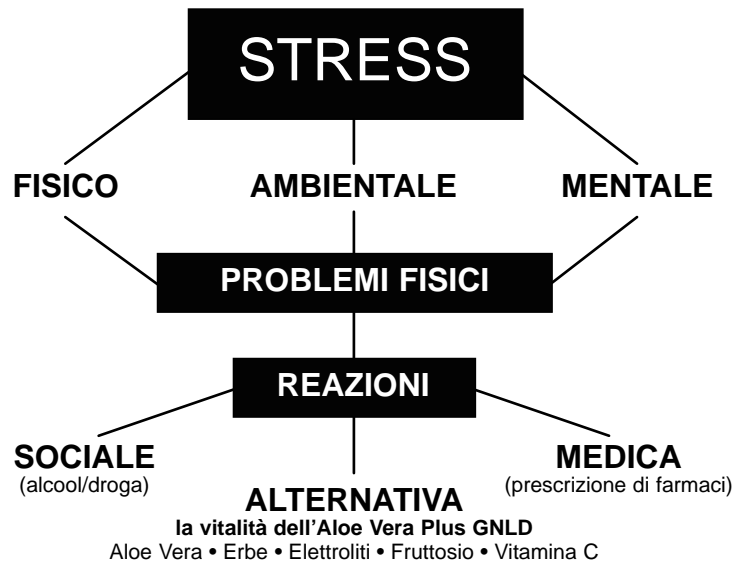 STRESS
FISICO AMBIENTALE MENTALE
PROBLEMI FISICI
REAZIONI
SOCIALE
(alcool/droga)
MEDICA
(prescrizione di farmaci)
ALTERNATIVA
la vitalità dell’Aloe Vera Plus GNLD
Aloe Vera • Erbe • Elettroliti • Fruttosio • Vitamina C